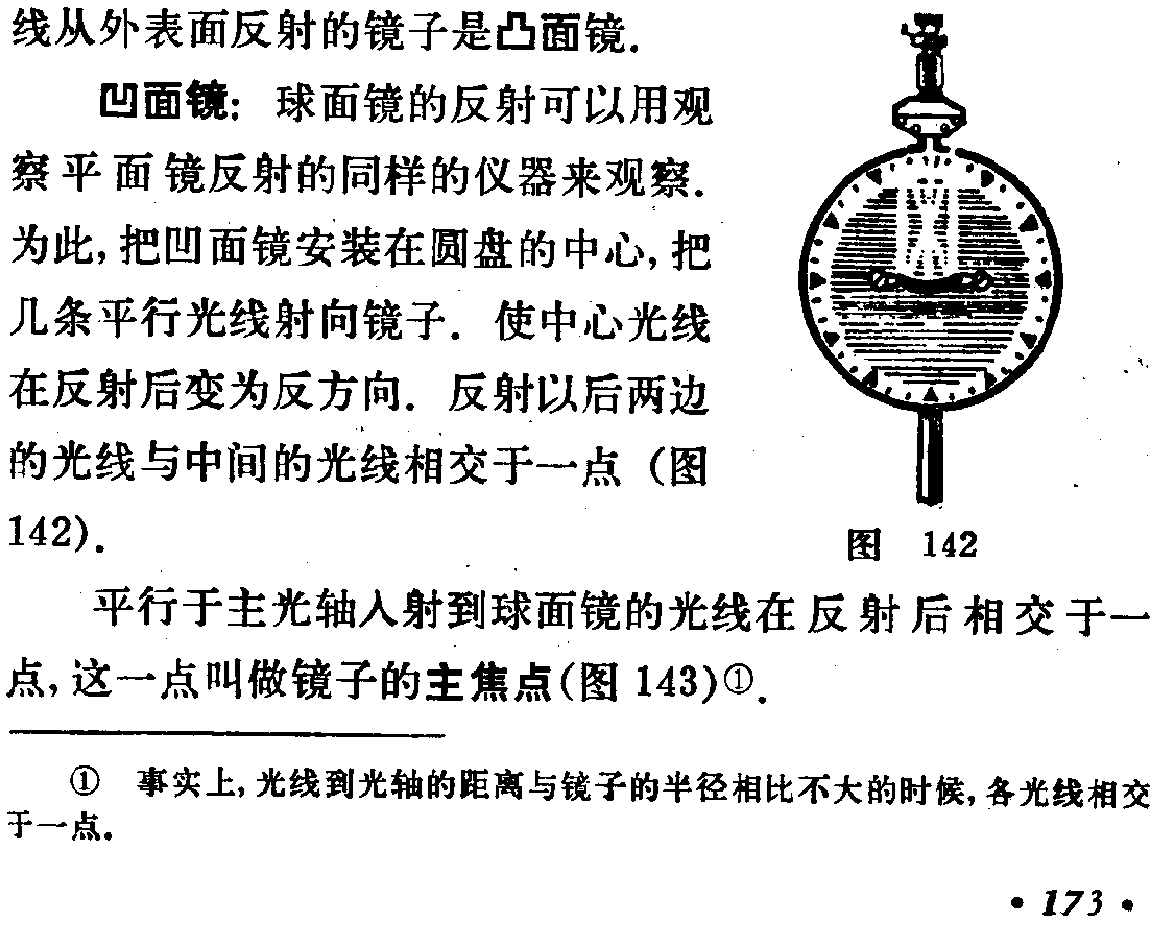 线从外表面反射的镜子是凸面镜.
凹面镜: 球面镜的反射可以用观
察平面镜反射的同样的仪器来观察.
为此, 把凹面镜安装在圆盘的中心, 把
几条平行光线射向镜子. 使中心光线
在反射后变为反方向. 反射以后两边
的光线与中间的光线相交于一点 (图
142).
图 142
平行于主光轴入射到球面镜的光线在反射后相交于一
点, 这一点叫做镜子的主焦点(图 143)①.
① 事实上, 光线到光轴的距离与镜子的半径相比不大的时候, 各光线相交
于一点.
• 173 •